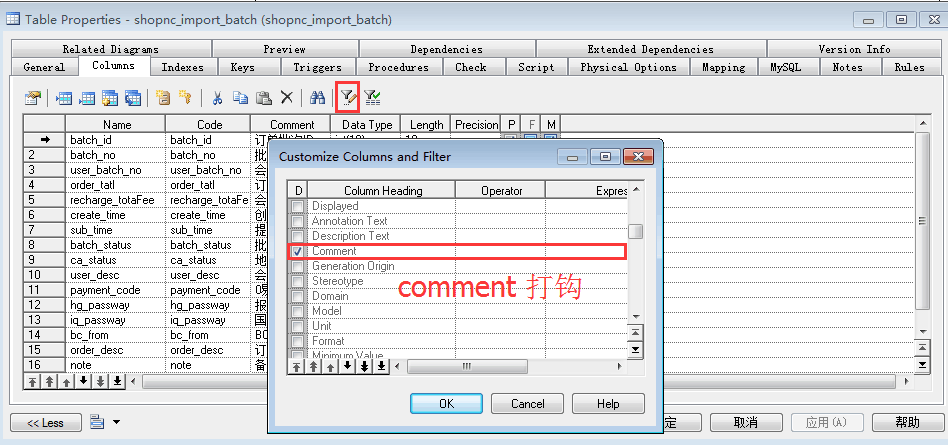 Table Properties - shopnc_import_batch (shopnc_import_batch)
Related Diagrams Preview Dependencies Extended Dependencies Version Info
General Columns Indexes Keys Triggers Procedures Check Script Physical Options Mapping MySQL Notes Rules
Name Code Comment Data Type Length Precision P F M
batch_id batch_id
2 batch_no batch_no 批
3 user_batch_no user_batch_no 会
4 order_tatl order_tatl 订
5 recharge_totaFee recharge_totaFe 会
6 create_time create_time 创
7 sub_time sub_time 提
8 batch_status batch_status 批
9 ca_status ca_status 地
10 user_desc user_desc 会
11 payment_code payment_code
12 hg_passway hg_passway 报
13 iq_passway iq_passway 国
14 bc_from bc_from BC
15 order_desc order_desc 订
16 note note 备
Customize Columns and Filter
D Column Heading Operator Expres
Displayed
Annotation Text
Description Text
Comment
Generation Origin
Stereotype
Domain
Model
Unit
Format
Minimum Value
comment 打钩
OK Cancel Help
<< Less 定 取消 应用(A) 帮助